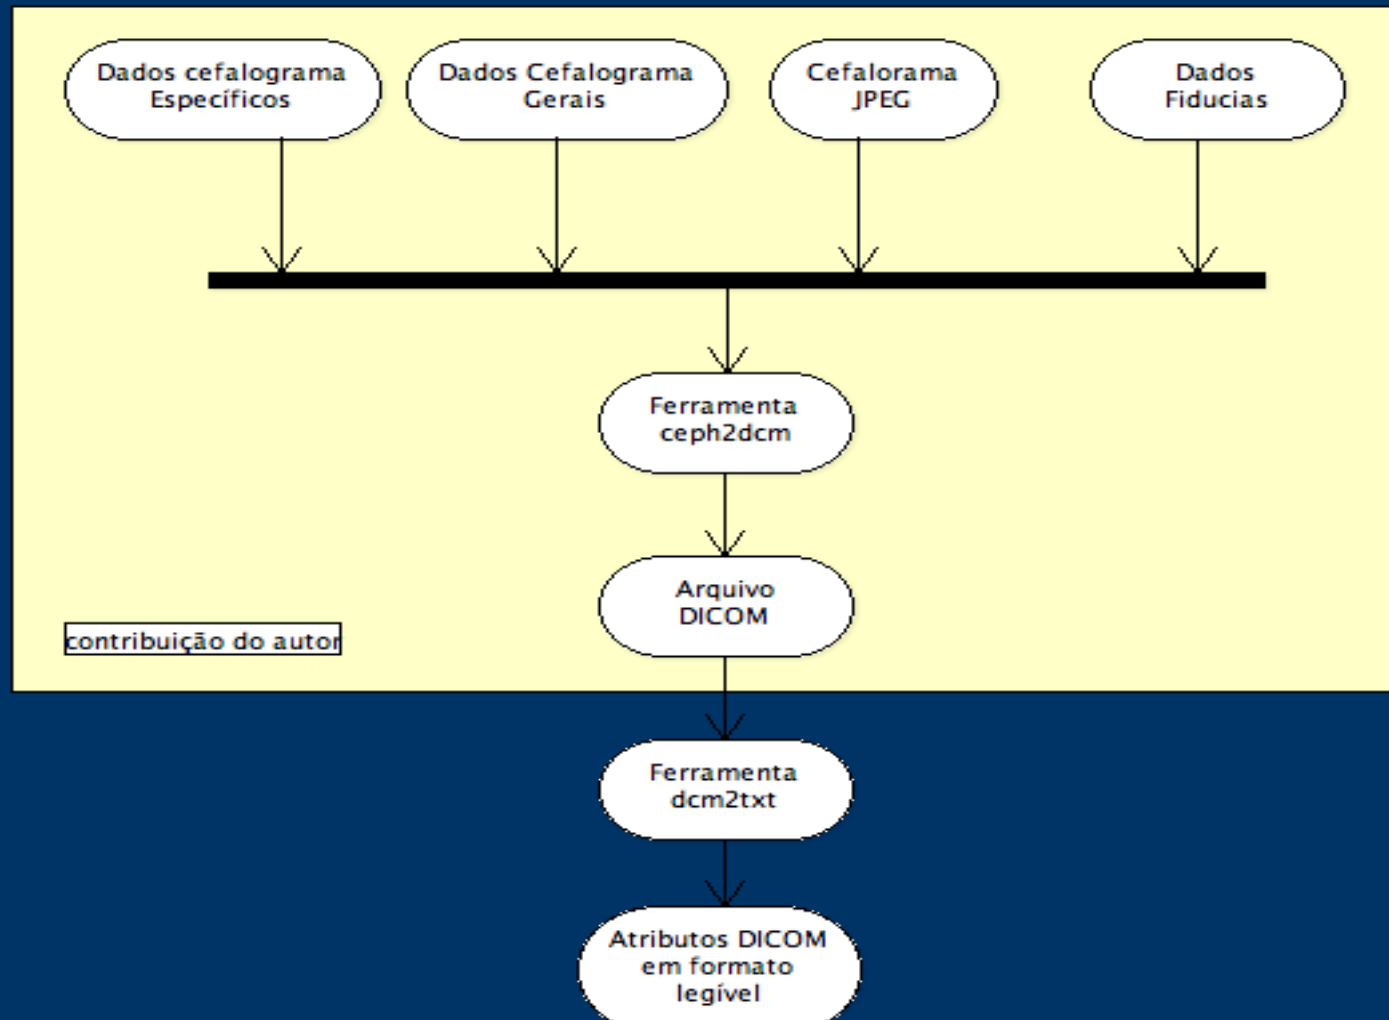 Dados cefalograma
Específicos
Dados Cefalograma
Gerais
Cefalorama
JPEG
Dados
Fiducias
Ferramenta
ceph2dcm
Arquivo
DICOM
contribuição do autor
Ferramenta
dcm2txt
Atributos DICOM
em formato
legível